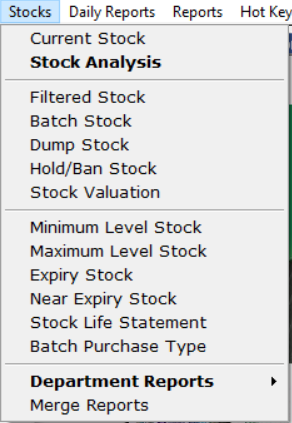 Stocks Daily Reports Reports Hot Key
Current Stock
Stock Analysis
Filtered Stock
Batch Stock
Dump Stock
Hold/Ban Stock
Stock Valuation
Minimum Level Stock
Maximum Level Stock
Expiry Stock
Near Expiry Stock
Stock Life Statement
Batch Purchase Type
Department Reports
Merge Reports